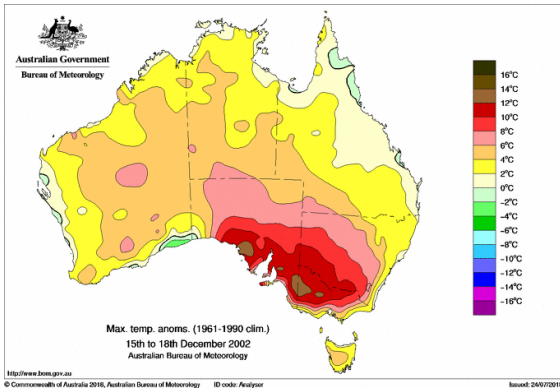 Australian Government
Bureau of Meteorology
16°C
14°C
12°C
10°C
8°C
6°C
4°C
2°C
0°C
-2°C
-4°C
-6°C
-8°C
-10°C
-12°C
-14°C
-16°C
Max. temp. anoms. (1961-1990 clim.)
15th to 18th December 2002
Australian Bureau of Meteorology
http://www.bom.gov.au
© Commonwealth of Australia 2018, Australian Bureau of Meteorology
ID code: Analyser
Issued: 24/07/201